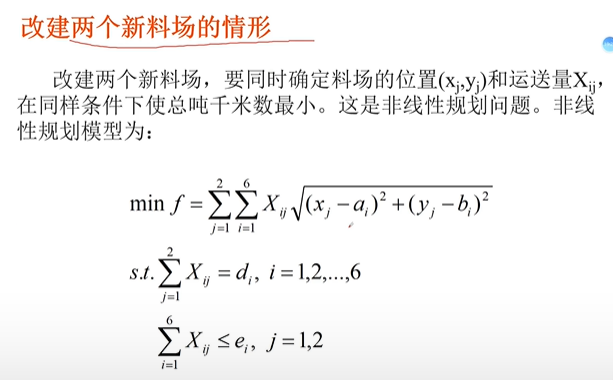 改建两个新料场的情形
改建两个新料场，要同时确定料场的位置(x_j,y_j)和运送量X_{ij}，
在同样条件下使总吨千米数最小。这是非线性规划问题。非线
性规划模型为：
min f = \sum_{j=1}^{2} \sum_{i=1}^{6} X_{ij} \sqrt{(x_j - a_i)^2 + (y_j - b_i)^2}
s.t. \sum_{j=1}^{2} X_{ij} = d_i, i = 1,2,...,6
\sum_{i=1}^{6} X_{ij} ≤ e_i, j = 1,2